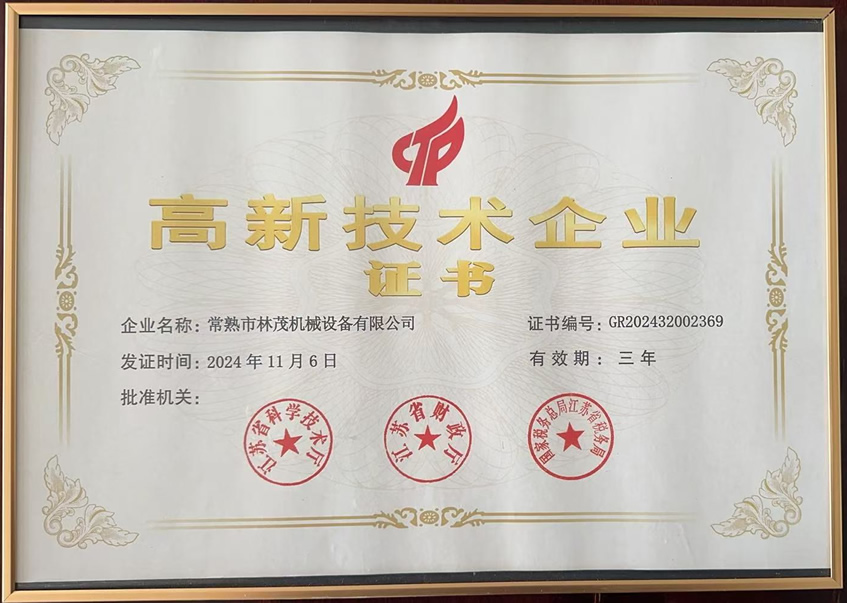 CTP
高新技术企业
证书
企业名称：常熟市林茂机械设备有限公司
证书编号：GR202432002369
发证时间：2024年11月6日
有效期：三年
批准机关：
江苏省科学技术厅
江苏省财政厅
国家税务总局江苏省税务局